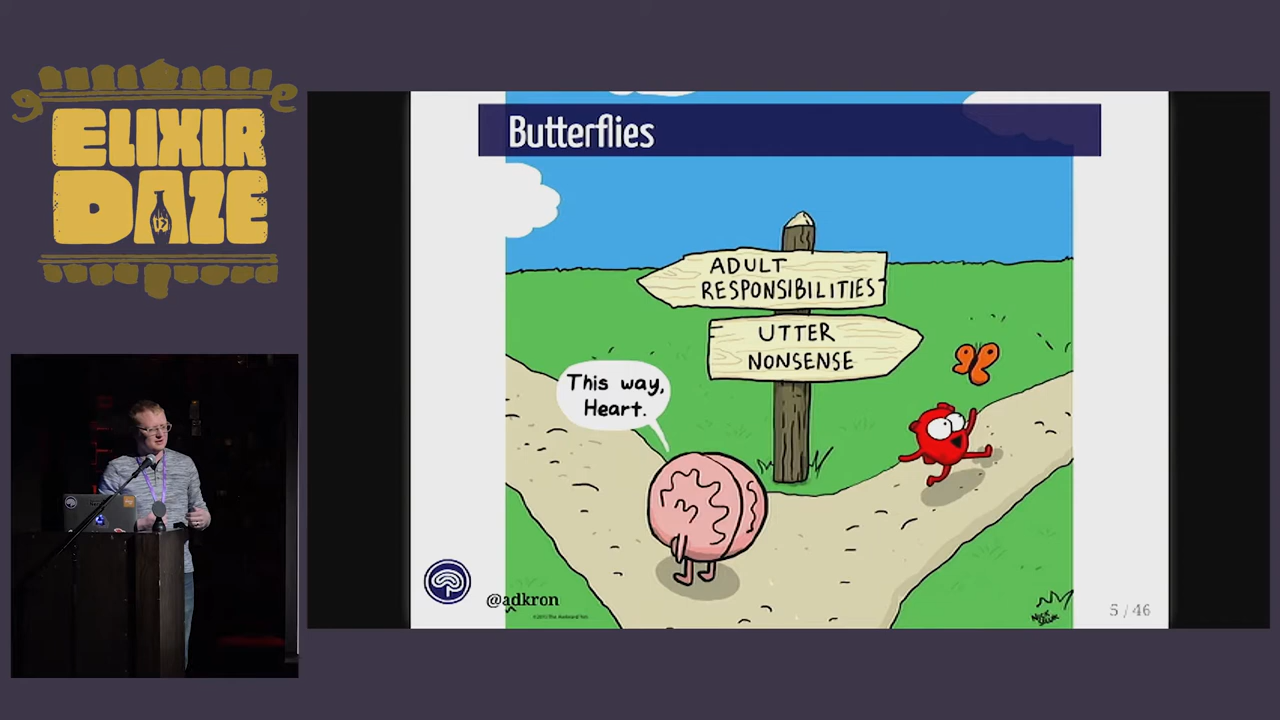 ELIXIR
DAZE
Butterflies
ADULT
RESPONSIBILITIES
UTTER
NONSENSE
This way,
Heart.
@adkron
5 / 46